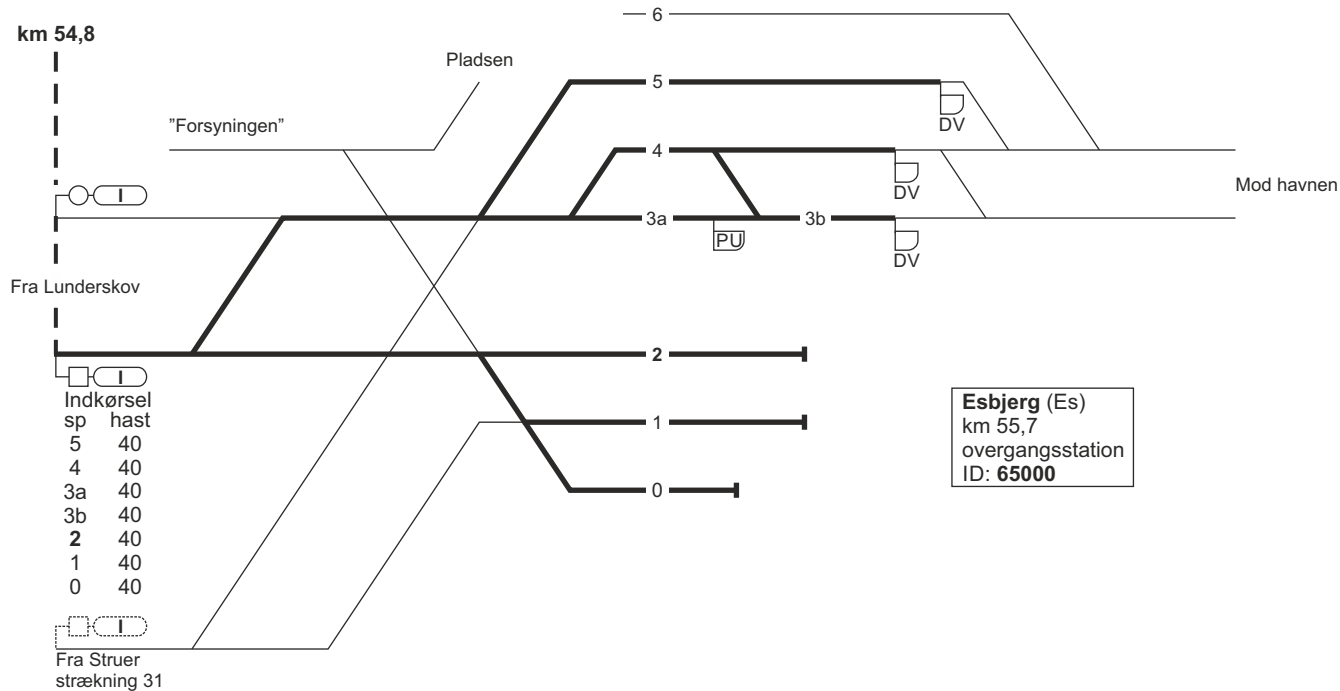 km 54,8
6
Pladsen
5
DV
"Forsyningen"
4
DV
Mod havnen
I
3a
3b
PU
DV
Fra Lunderskov
2
I
Indkørsel
sp hast
5 40
4 40
3a 40
3b 40
2 40
1 40
0 40
1
0
Esbjerg (Es)
km 55,7
overgangsstation
ID: 65000
I
Fra Struer
strækning 31